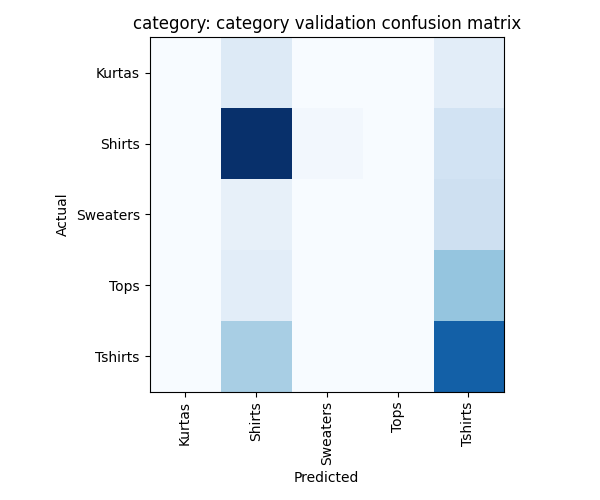 category: category validation confusion matrix
Actual
Kurtas
Shirts
Sweaters
Tops
Tshirts
Kurtas
Shirts
Sweaters
Tops
Tshirts
Predicted